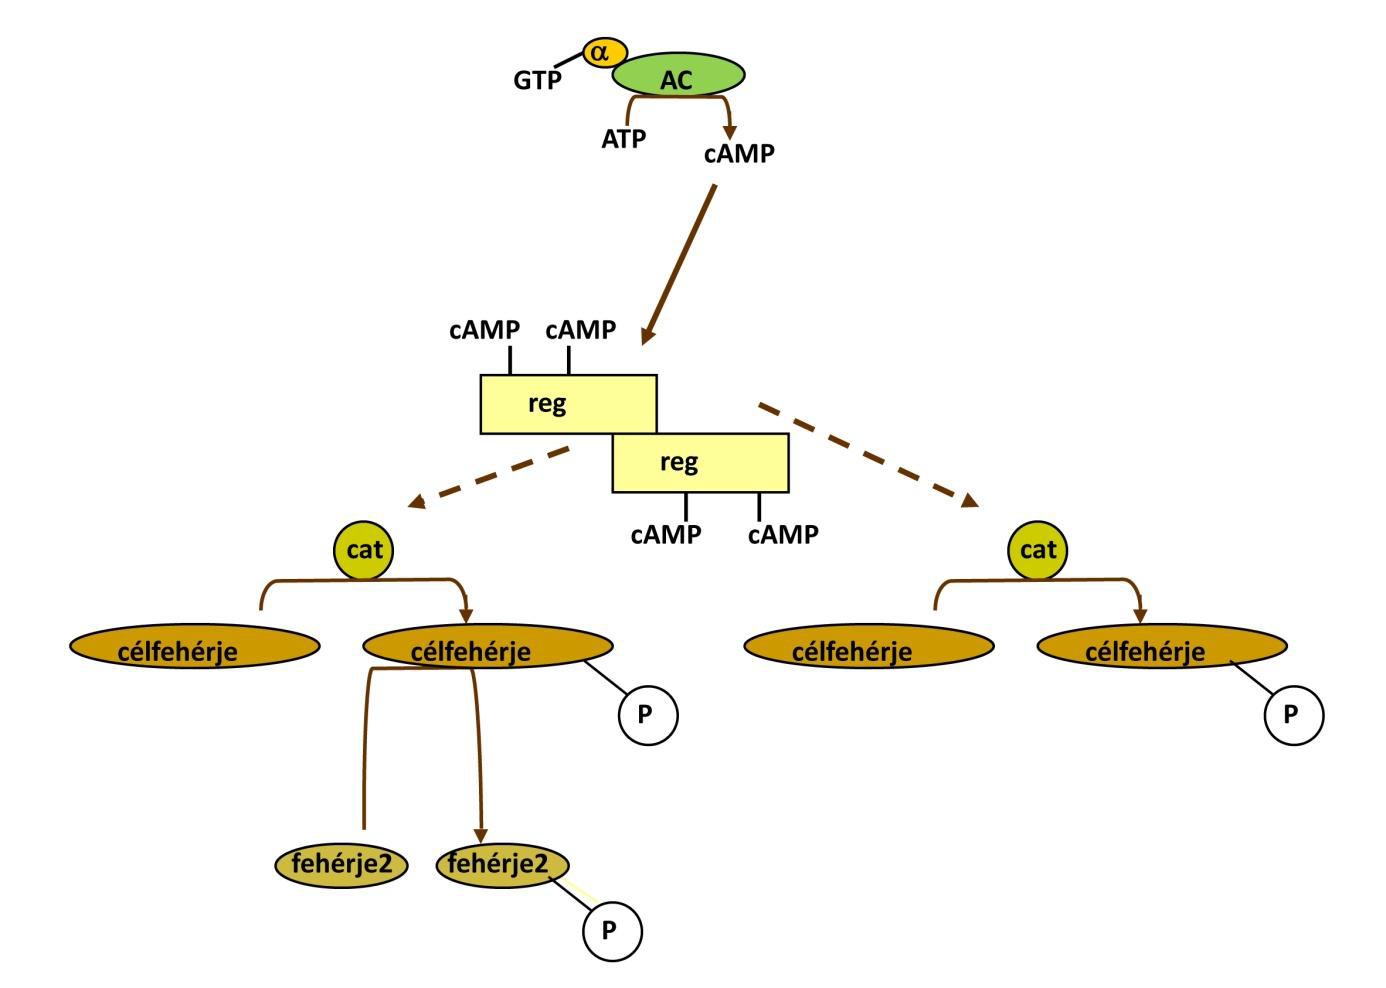 α
GTP
AC
ATP
cAMP
cAMP cAMP
reg
reg
cAMP cAMP
cat
cat
célfehérje
célfehérje
célfehérje
célfehérje
P
P
fehérje2
fehérje2
P